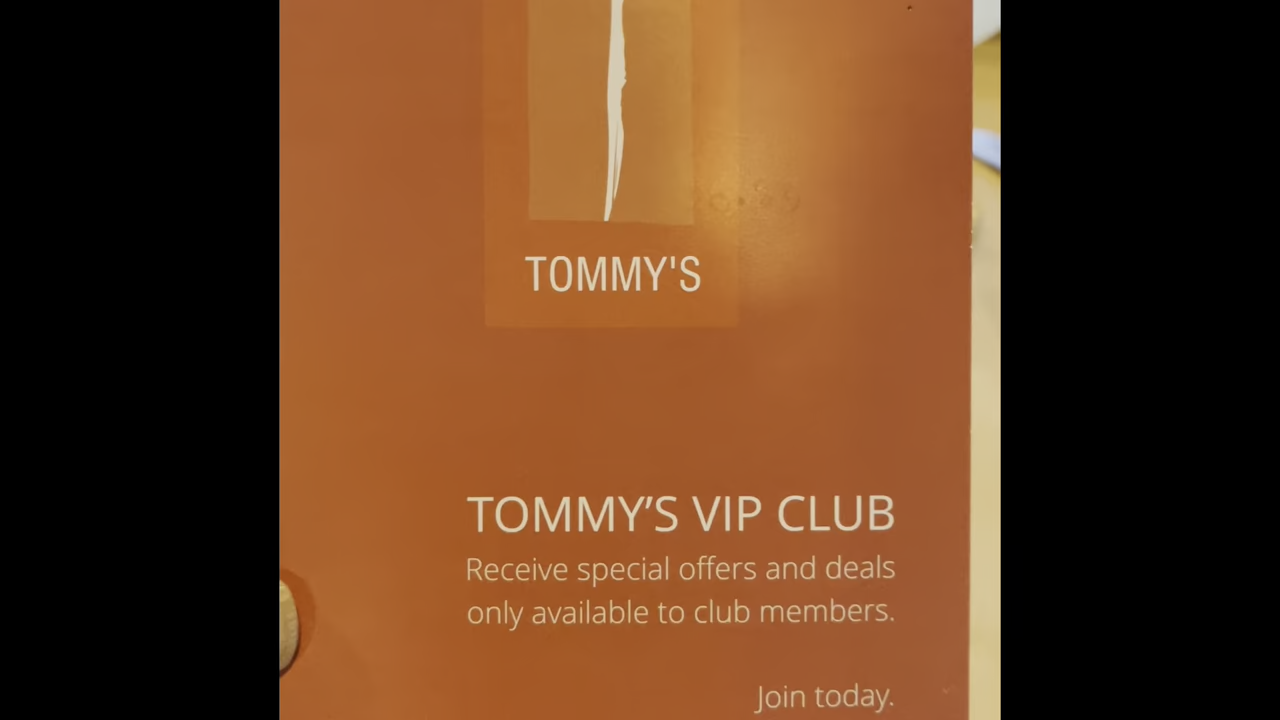 TOMMY'S
TOMMY’S VIP CLUB
Receive special offers and deals
only available to club members.
Join today.